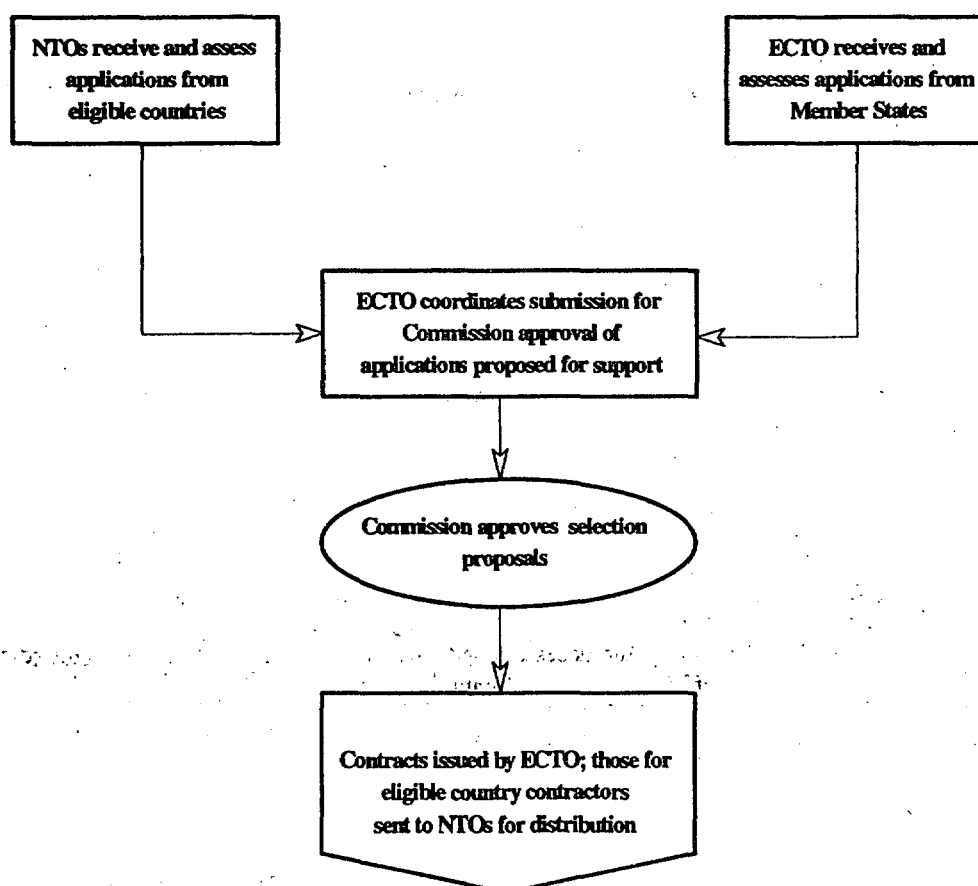 NTOs receive and assess
applications from
eligible countries
ECTO receives and
assesses applications from
Member States
ECTO coordinates submission for
Commission approval of
applications proposed for support
Commission approves selection
proposals
Contracts issued by ECTO; those for
eligible country contractors
sent to NTOs for distribution